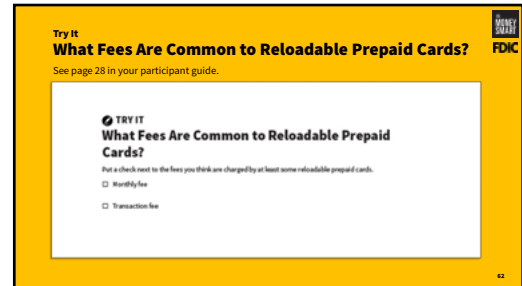 Try It
MONEY
SMART
What Fees Are Common to Reloadable Prepaid Cards?
FDIC
See page 28 in your participant guide.
TRY IT
What Fees Are Common to Reloadable Prepaid
Cards?
Put a check next to the fees you think are charged by at least some reloadable prepaid cards.
Monthly fee
Transaction fee
62